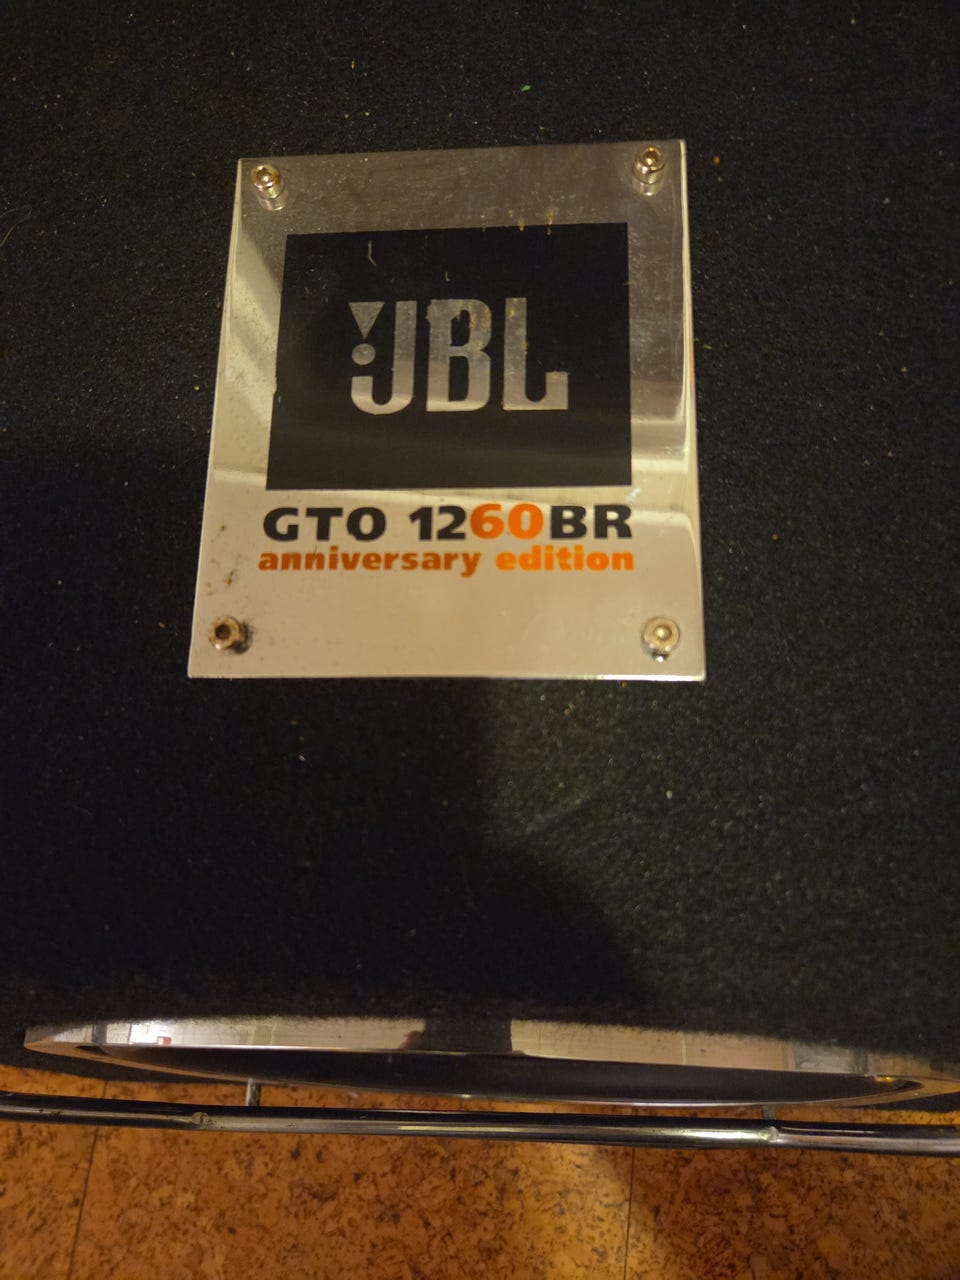 JBL
GTO 1260BR
anniversary edition